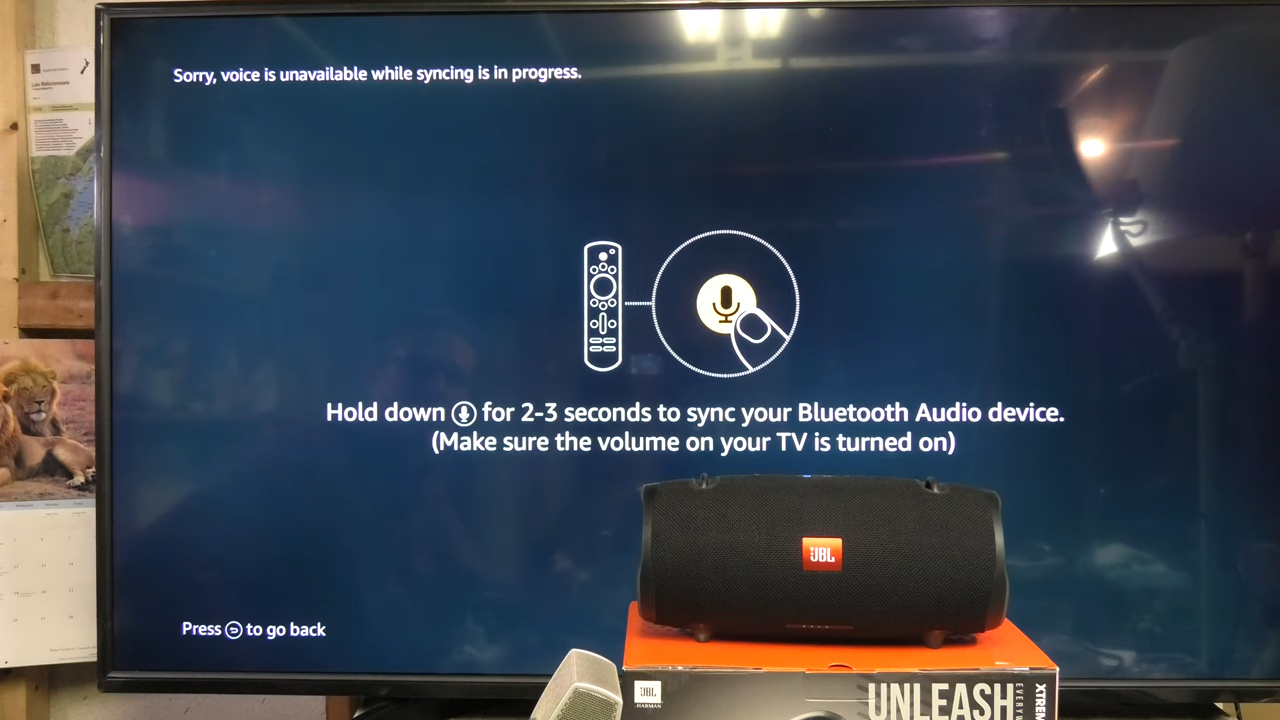 Sorry, voice is unavailable while syncing is in progress.
Hold down for 2-3 seconds to sync your Bluetooth Audio device.
(Make sure the volume on your TV is turned on)
Press to go back
JBL
JBL
HARMAN
UNLEASH